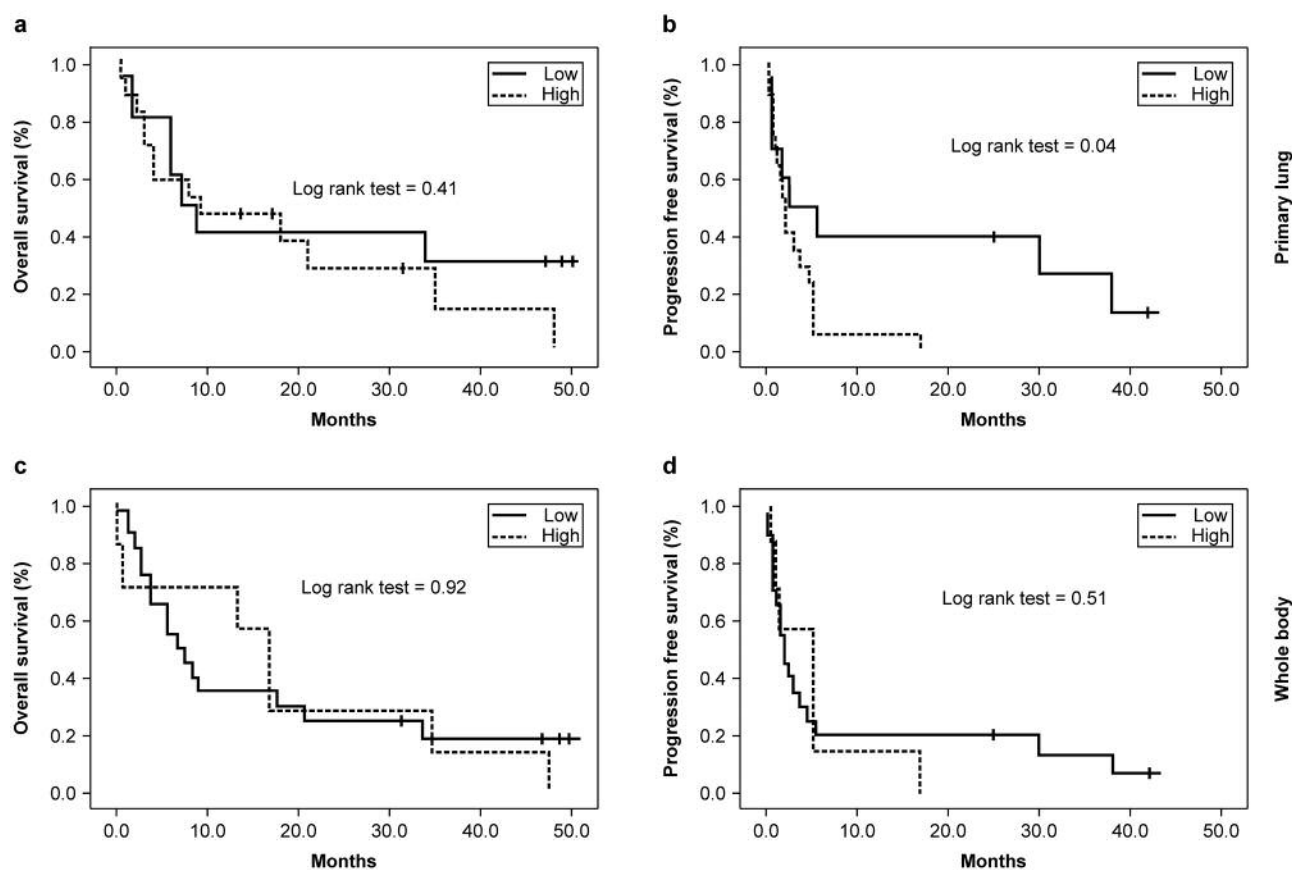 a
1.0
0.8
0.6
0.4
0.2
0.0
Overall survival (%)
Low
High
Log rank test = 0.41
0.0 10.0 20.0 30.0 40.0 50.0
Months
b
1.0
0.8
0.6
0.4
0.2
0.0
Progression free survival (%)
Low
High
Log rank test = 0.04
0.0 10.0 20.0 30.0 40.0 50.0
Months
Primary lung
c
1.0
0.8
0.6
0.4
0.2
0.0
Overall survival (%)
Low
High
Log rank test = 0.92
0.0 10.0 20.0 30.0 40.0 50.0
Months
d
1.0
0.8
0.6
0.4
0.2
0.0
Progression free survival (%)
Low
High
Log rank test = 0.51
0.0 10.0 20.0 30.0 40.0 50.0
Months
Whole body